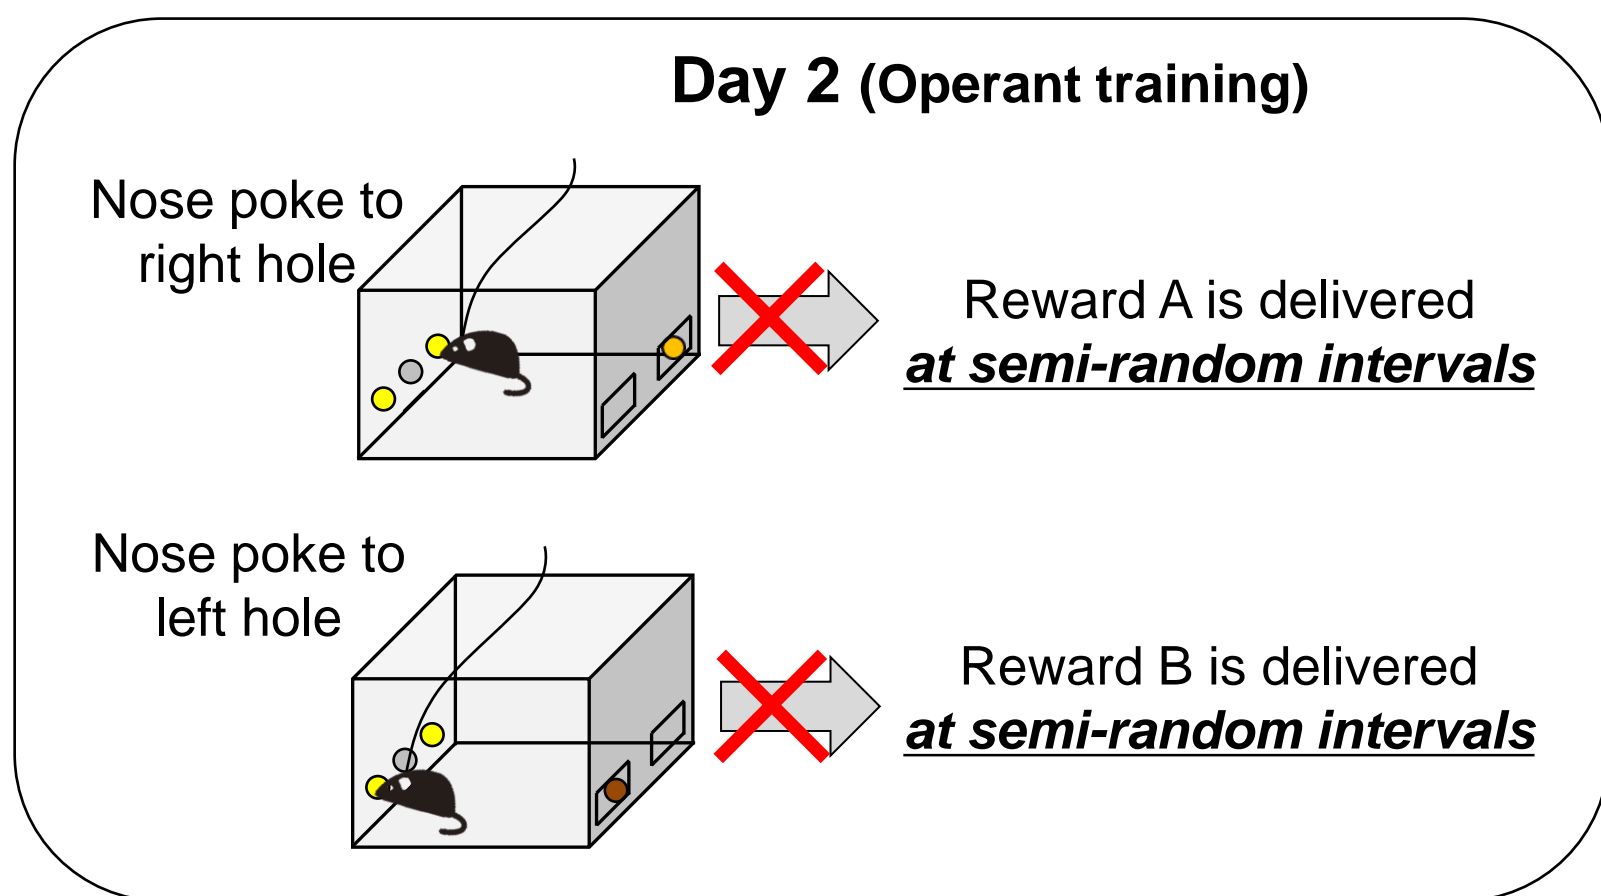 Day 2 (Operant training)
Nose poke to
right hole
Reward A is delivered
at semi-random intervals
Nose poke to
left hole
Reward B is delivered
at semi-random intervals